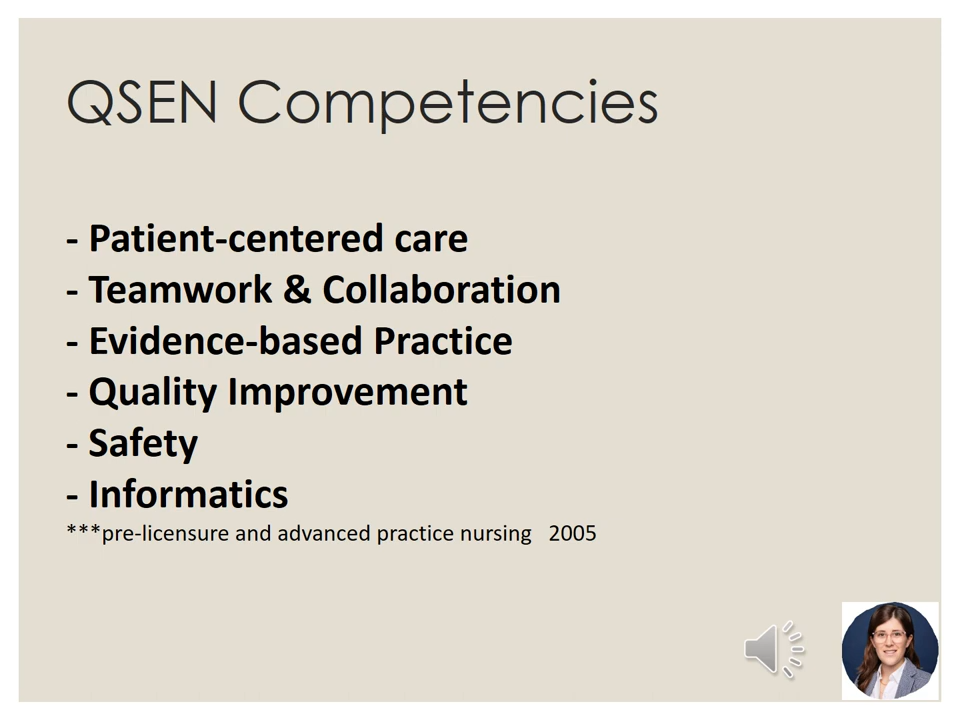 QSEN Competencies
- Patient-centered care
- Teamwork & Collaboration
- Evidence-based Practice
- Quality Improvement
- Safety
- Informatics
***pre-licensure and advanced practice nursing 2005